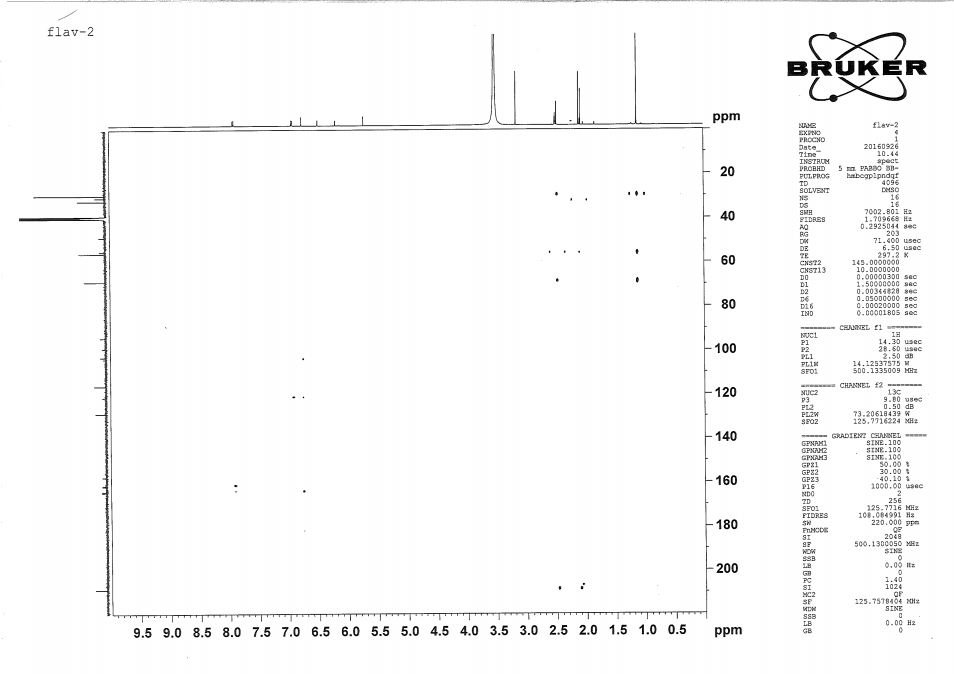 flav-2
BRUKER
ppm
20
40
60
80
100
120
140
160
180
200
9.5 9.0 8.5 8.0 7.5 7.0 6.5 6.0 5.5 5.0 4.5 4.0 3.5 3.0 2.5 2.0 1.5 1.0 0.5 ppm
NAME flav-2
EXPNO 4
PROCNO 1
Date_ 20160926
Time 10.44
INSTRUM spect
PROBHD 5 mm PABBO BB-
PULPROG hmbcgplpndqf
TD 4096
SOLVENT DMSO
NS 16
DS 16
SWH 7002.801 Hz
FIDRES 1.709668 Hz
AQ 0.2925044 sec
RG 203
DW 71.400 usec
DE 6.50 usec
TE 297.2 K
CNST2 145.0000000
CNST13 10.0000000
D0 0.00000300 sec
D1 1.50000000 sec
D2 0.00344828 sec
D6 0.05000000 sec
D16 0.00020000 sec
IN0 0.00001805 sec
======== CHANNEL f1 ========
NUC1 1H
P1 14.30 usec
P2 28.60 usec
PL1 2.50 dB
PL1W 14.12537575 W
SFO1 500.1335009 MHz
======== CHANNEL f2 ========
NUC2 13C
P3 9.80 usec
PL2 0.50 dB
PL2W 73.20618439 W
SFO2 125.7716224 MHz
====== GRADIENT CHANNEL =====
GPNAM1 SINE.100
GPNAM2 SINE.100
GPNAM3 SINE.100
GPZ1 50.00 %
GPZ2 30.00 %
GPZ3 40.10 %
P16 1000.00 usec
ND0 2
TD 256
SFO1 125.7716 MHz
FIDRES 108.084991 Hz
SW 220.000 ppm
FnMODE QF
SI 2048
SF 500.1300050 MHz
WDW SINE
SSB 0
LB 0.00 Hz
GB 0
PC 1.40
SI 1024
MC2 QF
SF 125.7578404 MHz
WDW SINE
SSB 0
LB 0.00 Hz
GB 0